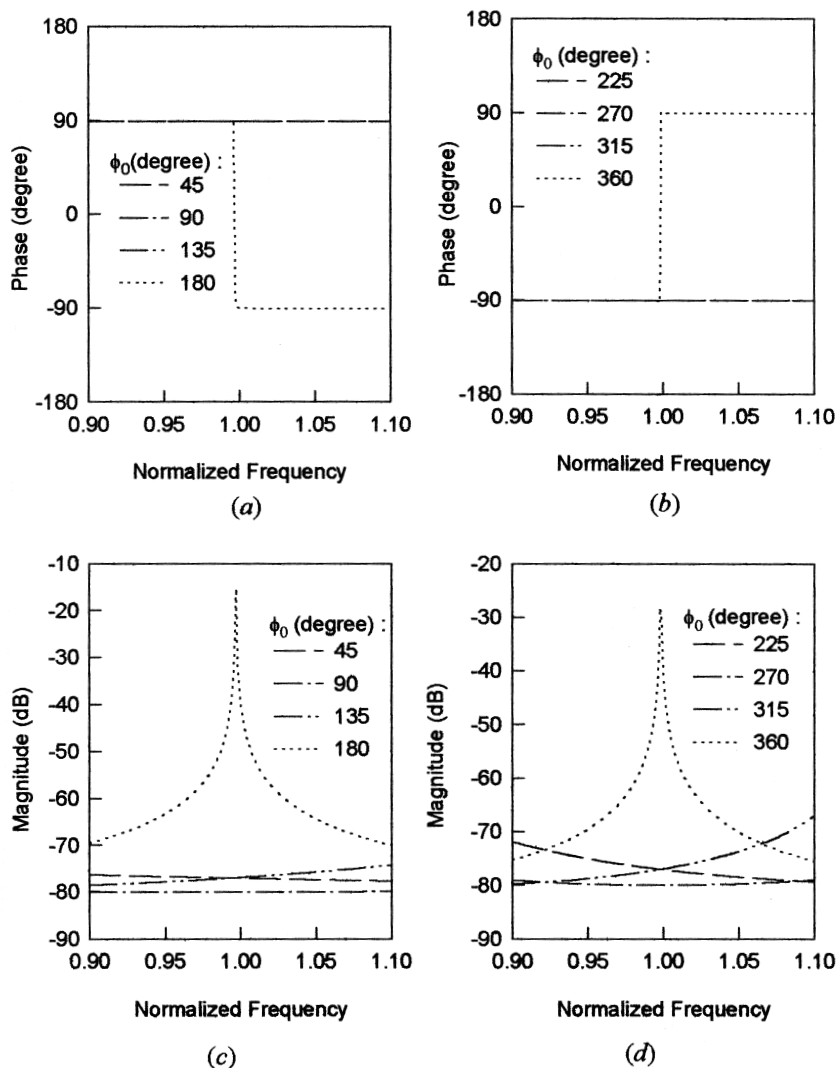 180
90
0
-90
-180
Phase (degree)
ϕ0(degree) :
45
90
135
180
0.90 0.95 1.00 1.05 1.10
Normalized Frequency
(a)
180
90
0
-90
-180
Phase (degree)
ϕ0 (degree) :
225
270
315
360
0.90 0.95 1.00 1.05 1.10
Normalized Frequency
(b)
-10
-20
-30
-40
-50
-60
-70
-80
-90
Magnitude (dB)
ϕ0 (degree) :
45
90
135
180
0.90 0.95 1.00 1.05 1.10
Normalized Frequency
(c)
-20
-30
-40
-50
-60
-70
-80
-90
Magnitude (dB)
ϕ0 (degree) :
225
270
315
360
0.90 0.95 1.00 1.05 1.10
Normalized Frequency
(d)